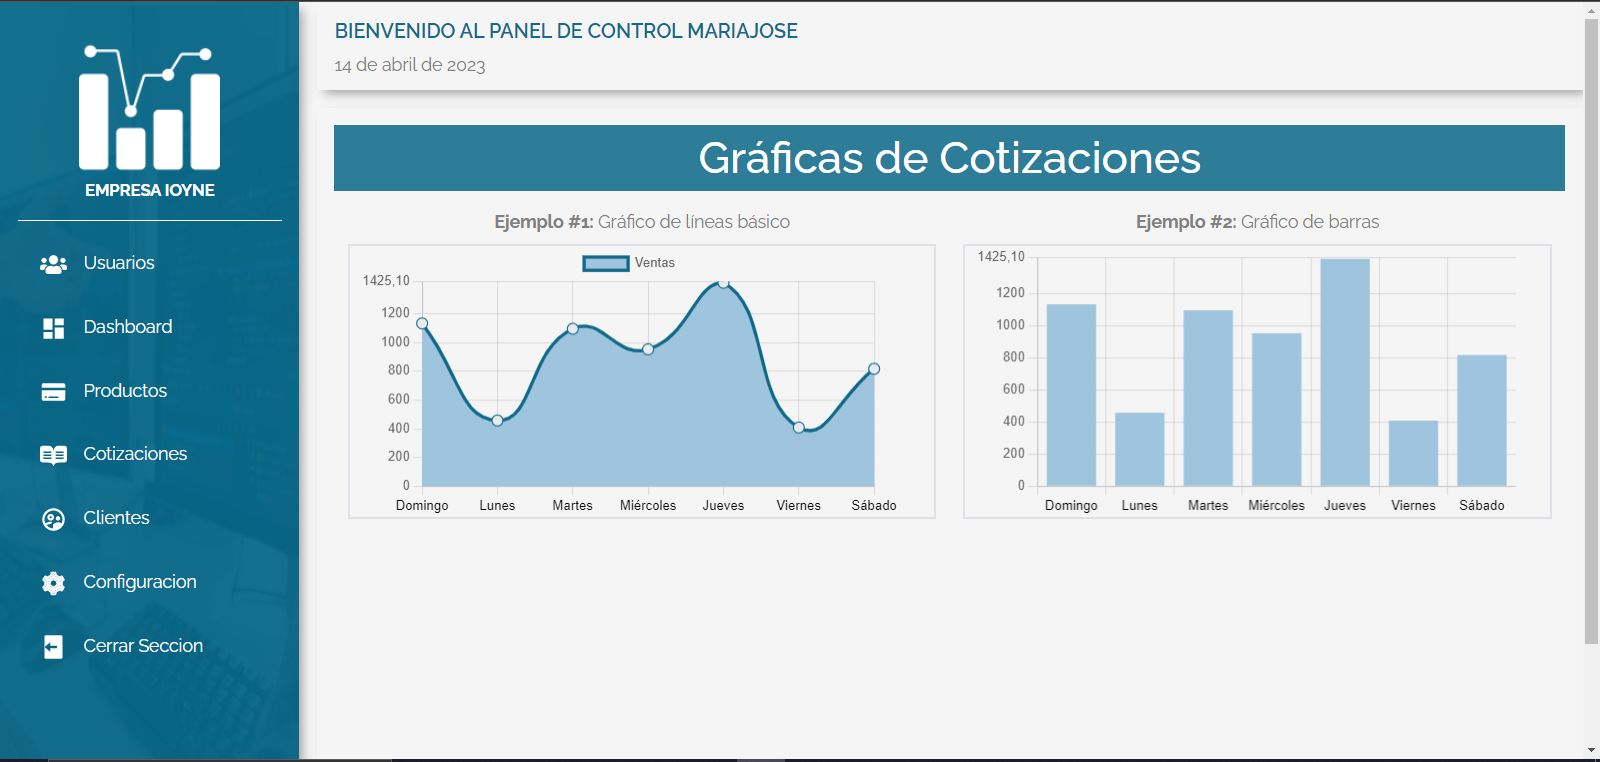 EMPRESA IOYNE
Usuarios
Dashboard
Productos
Cotizaciones
Clientes
Configuracion
Cerrar Seccion
BIENVENIDO AL PANEL DE CONTROL MARIAJOSE
14 de abril de 2023
Gráficas de Cotizaciones
Ejemplo #1: Gráfico de líneas básico
Ventas
1425,10
1200
1000
800
600
400
200
0
Domingo Lunes Martes Miércoles Jueves Viernes Sábado
Ejemplo #2: Gráfico de barras
1425,10
1200
1000
800
600
400
200
0
Domingo Lunes Martes Miércoles Jueves Viernes Sábado